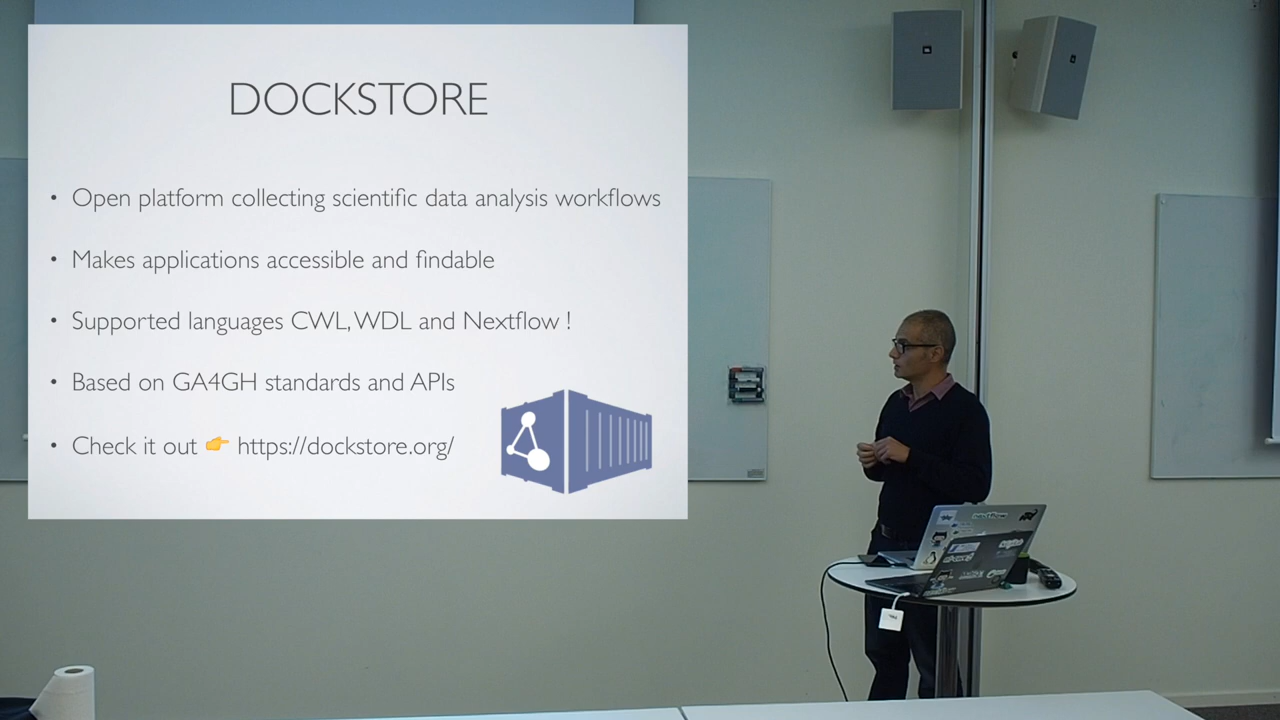 DOCKSTORE
• Open platform collecting scientific data analysis workflows
• Makes applications accessible and findable
• Supported languages CWL, WDL and Nextflow !
• Based on GA4GH standards and APIs
• Check it out 👉 https://dockstore.org/
nextflow